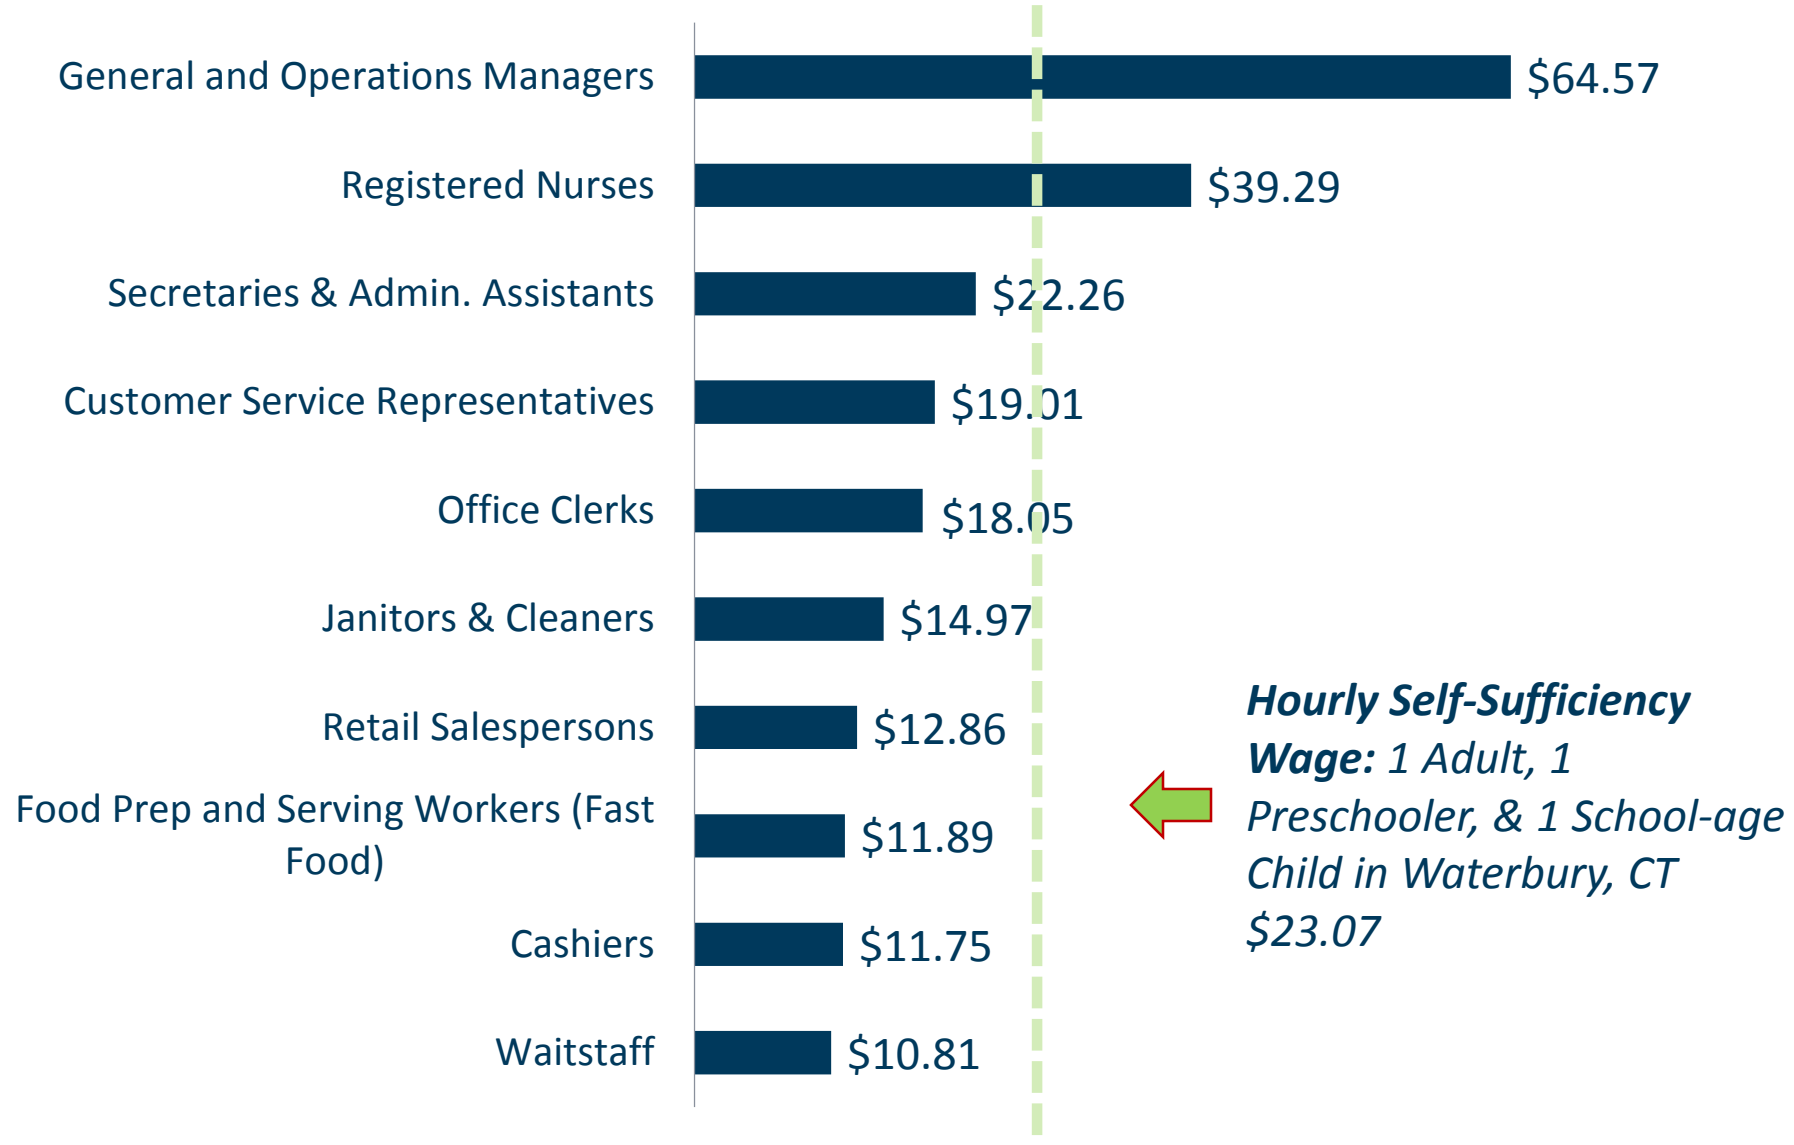 General and Operations Managers
$64.57
Registered Nurses
$39.29
Secretaries & Admin. Assistants
$22.26
Customer Service Representatives
$19.01
Office Clerks
$18.05
Janitors & Cleaners
$14.97
Retail Salespersons
$12.86
Food Prep and Serving Workers (Fast
Food)
$11.89
Cashiers
$11.75
Waitstaff
$10.81
Hourly Self-Sufficiency
Wage: 1 Adult, 1
Preschooler, & 1 School-age
Child in Waterbury, CT
$23.07